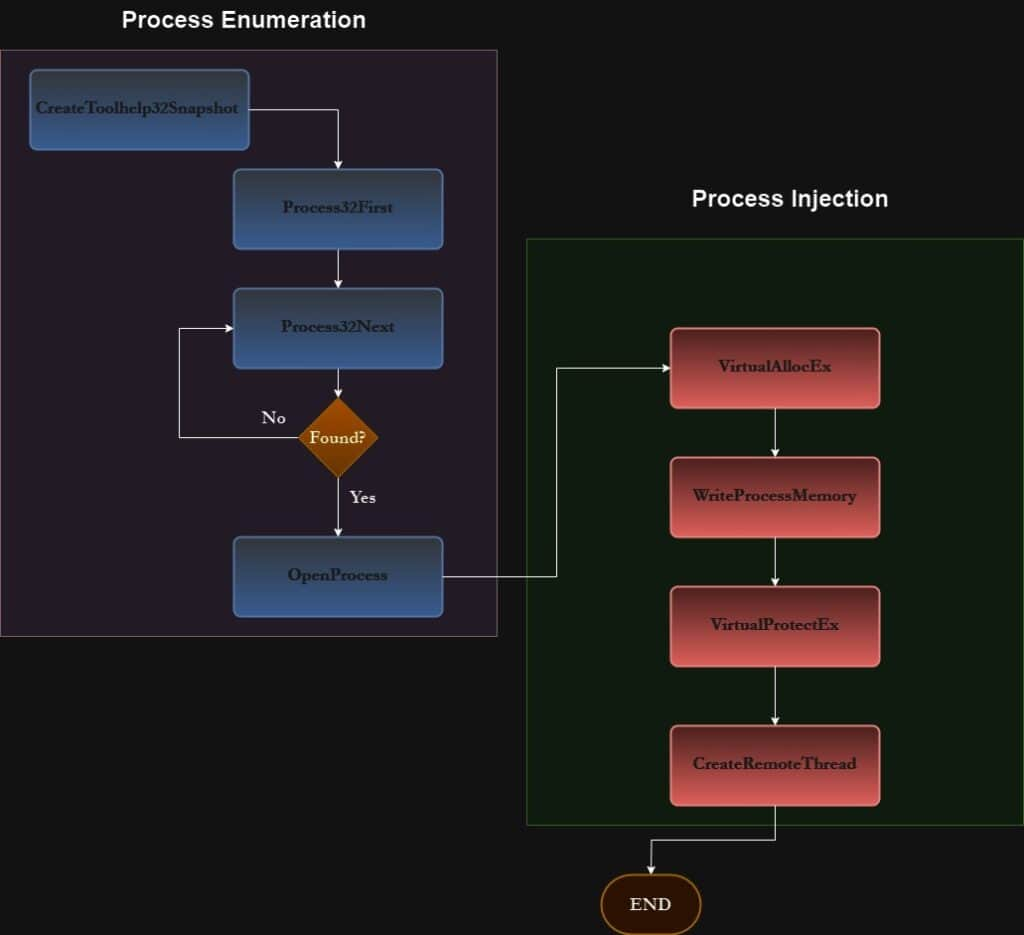 Process Enumeration
CreateToolhelp32Snapshot
Process32First
Process32Next
No
Found?
Yes
OpenProcess
Process Injection
VirtualAllocEx
WriteProcessMemory
VirtualProtectEx
CreateRemoteThread
END